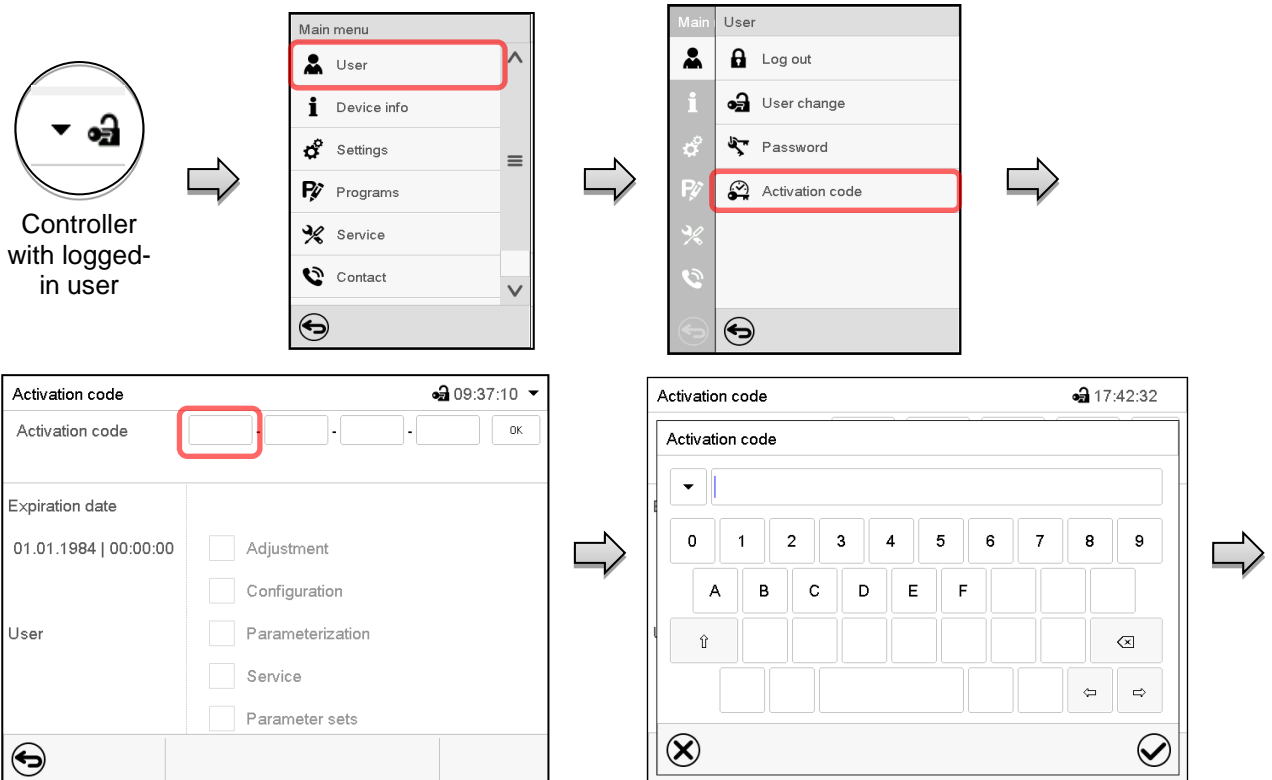 Controller
with logged-
in user
Main menu
User
Device info
Settings
Programs
Service
Contact
Main User
Log out
User change
Password
Activation code
Activation code 09:37:10
Activation code - - - OK
Expiration date
01.01.1984 | 00:00:00 Adjustment
Configuration
User Parameterization
Service
Parameter sets
Activation code 17:42:32
Activation code
0 1 2 3 4 5 6 7 8 9
A B C D E F